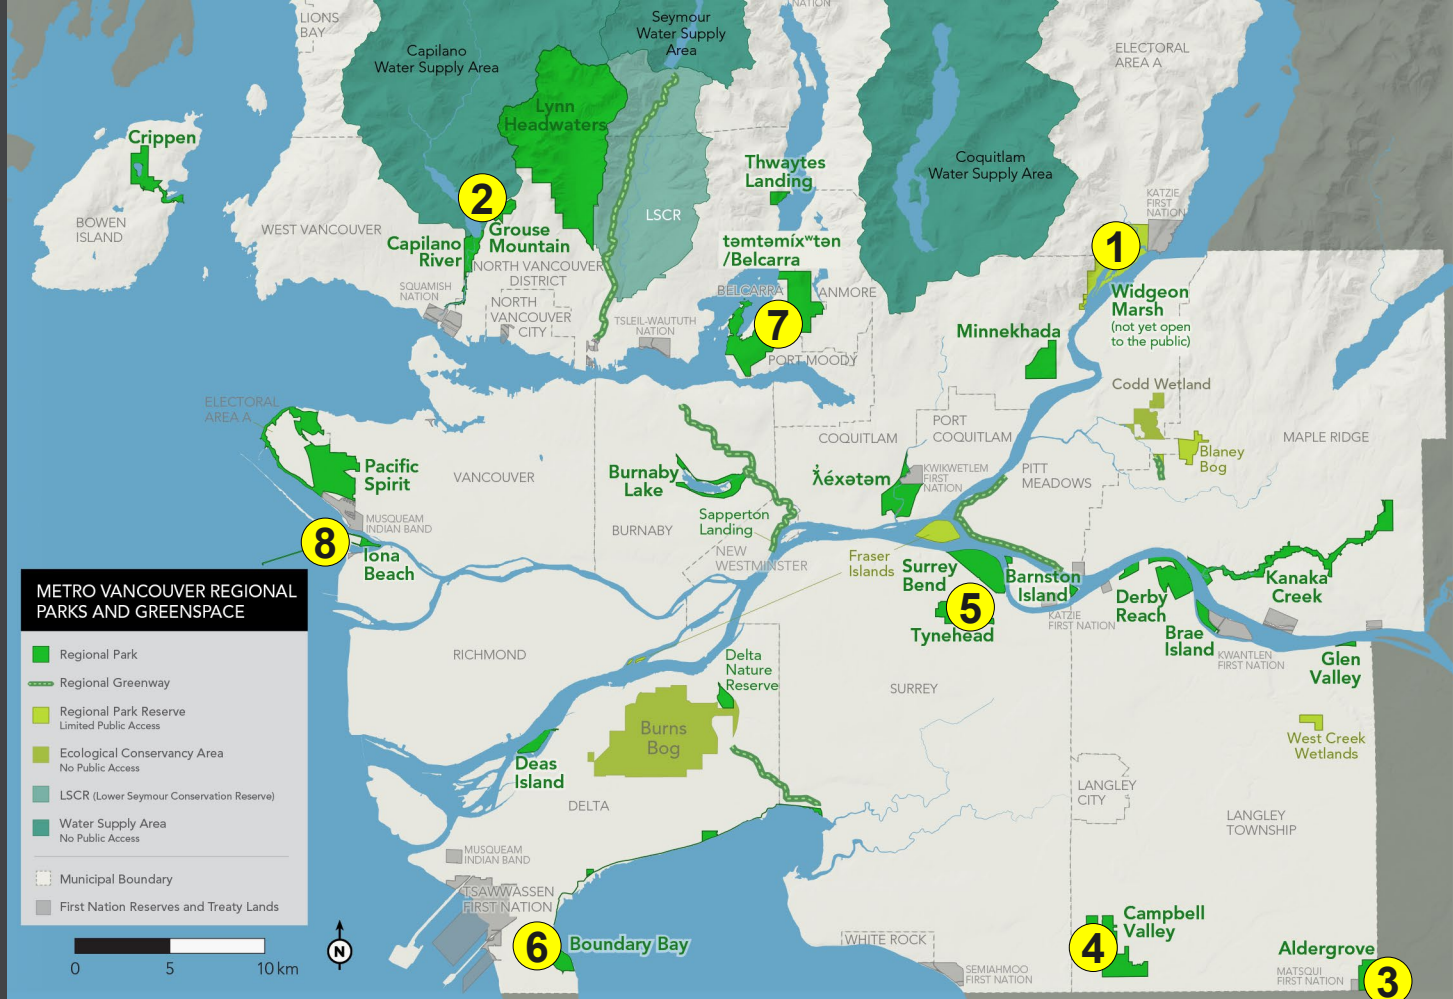 LIONS
BAY
Capilano
Water Supply Area
Seymour
Water Supply
Area
NATION
ELECTORAL
AREA A
Lynn
Headwaters
Crippen
BOWEN
ISLAND
WEST VANCOUVER
2
Grouse
Mountain
Capilano
River
LSCR
Thwaytes
Landing
Coquitlam
Water Supply Area
KATZIE
FIRST
NATION
1
Widgeon
Marsh
(not yet open
to the public)
təmtəmíxʷtən
/Belcarra
BELCARRA
ANMORE
7
PORT MOODY
NORTH VANCOUVER
DISTRICT
SQUAMISH
NATION
NORTH
VANCOUVER
CITY
TSLEIL-WAUTUTH
NATION
Minnekhada
Codd Wetland
Blaney
Bog
MAPLE RIDGE
ELECTORAL
AREA A
Pacific
Spirit
VANCOUVER
MUSQUEAM
INDIAN BAND
8
Iona
Beach
Burnaby
Lake
BURNABY
Sapperton
Landing
NEW
WESTMINSTER
COQUITLAM
PORT
COQUITLAM
ƛ̓éxətəm
KWIKWETLEM
FIRST
NATION
PITT
MEADOWS
Fraser
Islands
Surrey
Bend
5
Tynehead
Barnston
Island
KATZIE
FIRST NATION
Derby
Reach
Brae
Island
Kanaka
Creek
KWANTLEN
FIRST NATION
Glen
Valley
West Creek
Wetlands
METRO VANCOUVER REGIONAL
PARKS AND GREENSPACE
Regional Park
Regional Greenway
Regional Park Reserve
Limited Public Access
Ecological Conservancy Area
No Public Access
LSCR (Lower Seymour Conservation Reserve)
Water Supply Area
No Public Access
Municipal Boundary
First Nation Reserves and Treaty Lands
0 5 10 km
N
RICHMOND
Delta
Nature
Reserve
Burns
Bog
Deas
Island
DELTA
SURREY
LANGLEY
CITY
LANGLEY
TOWNSHIP
MUSQUEAM
INDIAN BAND
TSAWWASSEN
FIRST NATION
6
Boundary Bay
WHITE ROCK
SEMIAHMOO
FIRST NATION
4
Campbell
Valley
Aldergrove
MATSQUI
FIRST NATION
3